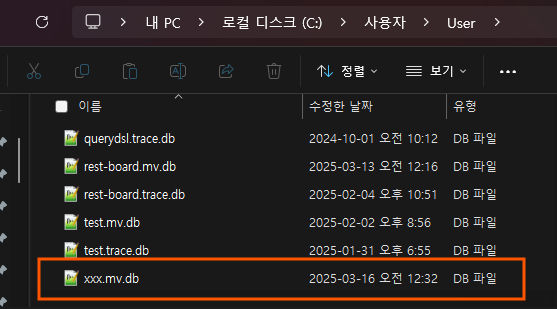 내 PC > 로컬 디스크 (C:) > 사용자 > User >
정렬 보기
이름 수정한 날짜 유형
querydsl.trace.db 2024-10-01 오전 10:12 DB 파일
rest-board.mv.db 2025-03-13 오전 12:16 DB 파일
rest-board.trace.db 2025-02-04 오후 10:51 DB 파일
test.mv.db 2025-02-02 오후 8:56 DB 파일
test.trace.db 2025-01-31 오후 6:55 DB 파일
xxx.mv.db 2025-03-16 오전 12:32 DB 파일